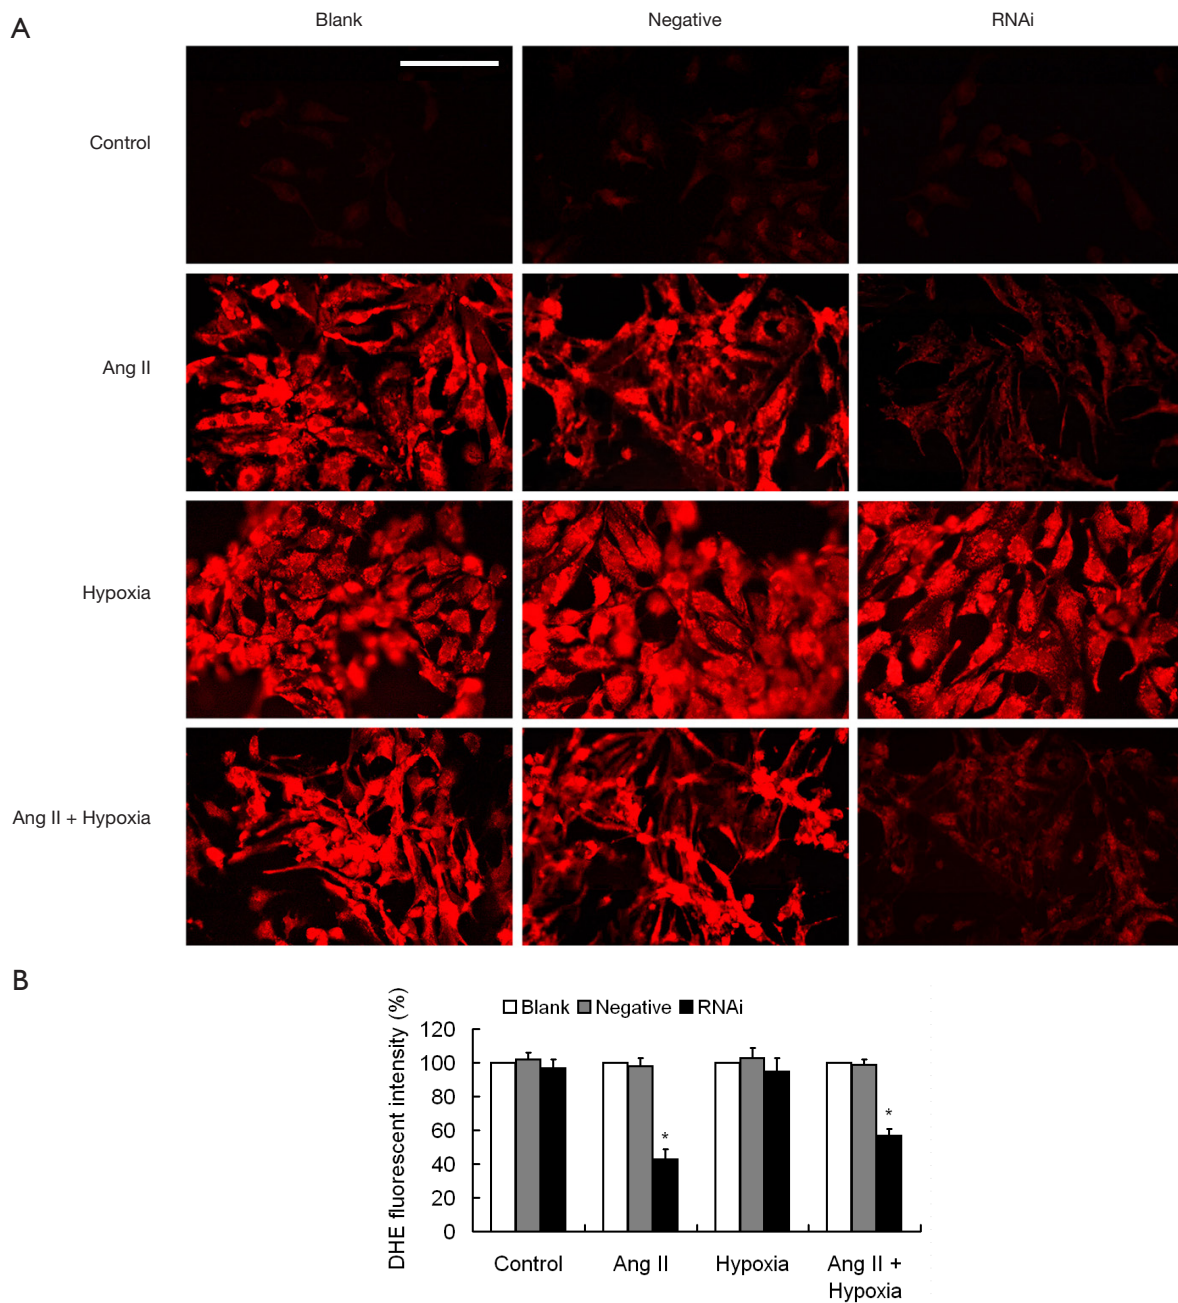 A
Blank Negative RNAi
Control
Ang II
Hypoxia
Ang II + Hypoxia
B
DHE fluorescent intensity (%)
Blank Negative RNAi
120
100
80
60
40
20
0
*
*
Control Ang II Hypoxia Ang II +
Hypoxia